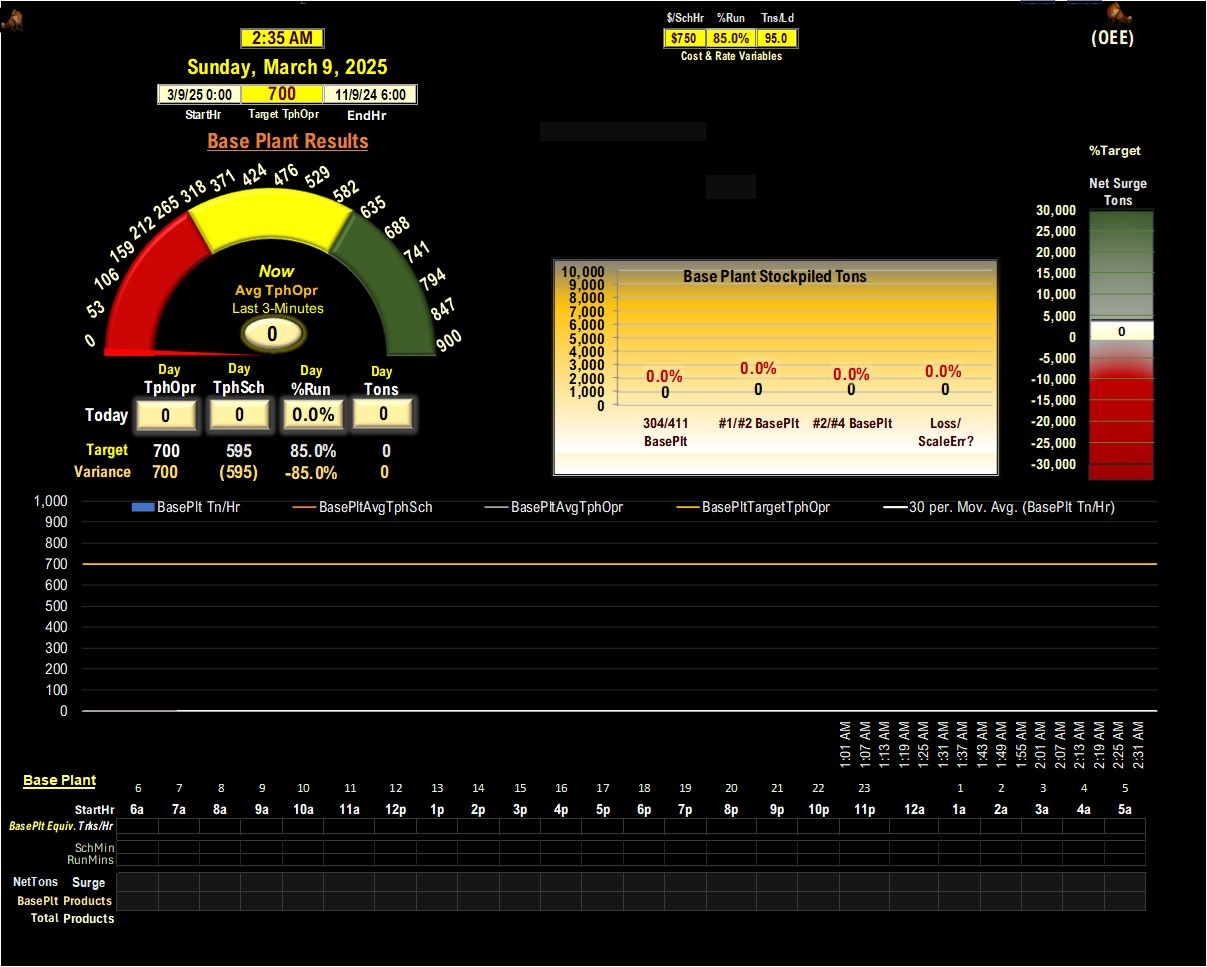 $/SchHr %Run Tns/Ld
2:35 AM $750 85.0% 95.0 (OEE)
Cost & Rate Variables
Sunday, March 9, 2025
3/9/25 0:00 700 11/9/24 6:00
StartHr Target TphOpr EndHr
Base Plant Results
%Target
Net Surge
Tons
0 53 106 159 212 265 318 371 424 476 529 582 635 688 741 794 847 900
Now
Avg TphOpr
Last 3-Minutes
0
30,000
25,000
20,000
15,000
10,000
5,000
0 0
-5,000
-10,000
-15,000
-20,000
-25,000
-30,000
Base Plant Stockpiled Tons
10,000
9,000
8,000
7,000
6,000
5,000
4,000
3,000
2,000
1,000
0
0.0% 0.0% 0.0% 0.0%
0 0 0 0
304/411 #1/#2 BasePlt #2/#4 BasePlt Loss/
BasePlt ScaleErr?
Day Day Day Day
TphOpr TphSch %Run Tons
Today 0 0 0.0% 0
Target 700 595 85.0% 0
Variance 700 (595) -85.0% 0
BasePlt Tn/Hr BasePltAvgTphSch BasePltAvgTphOpr BasePltTargetTphOpr 30 per. Mov. Avg. (BasePlt Tn/Hr)
1,000
900
800
700
600
500
400
300
200
100
0
1:01 AM 1:07 AM 1:13 AM 1:19 AM 1:25 AM 1:31 AM 1:37 AM 1:43 AM 1:49 AM 1:55 AM 2:01 AM 2:07 AM 2:13 AM 2:19 AM 2:25 AM 2:31 AM
Base Plant
6 7 8 9 10 11 12 13 14 15 16 17 18 19 20 21 22 23 1 2 3 4 5
StartHr 6a 7a 8a 9a 10a 11a 12p 1p 2p 3p 4p 5p 6p 7p 8p 9p 10p 11p 12a 1a 2a 3a 4a 5a
BasePlt Equiv. Trks/Hr
SchMin
RunMins
NetTons Surge
BasePlt Products
Total Products